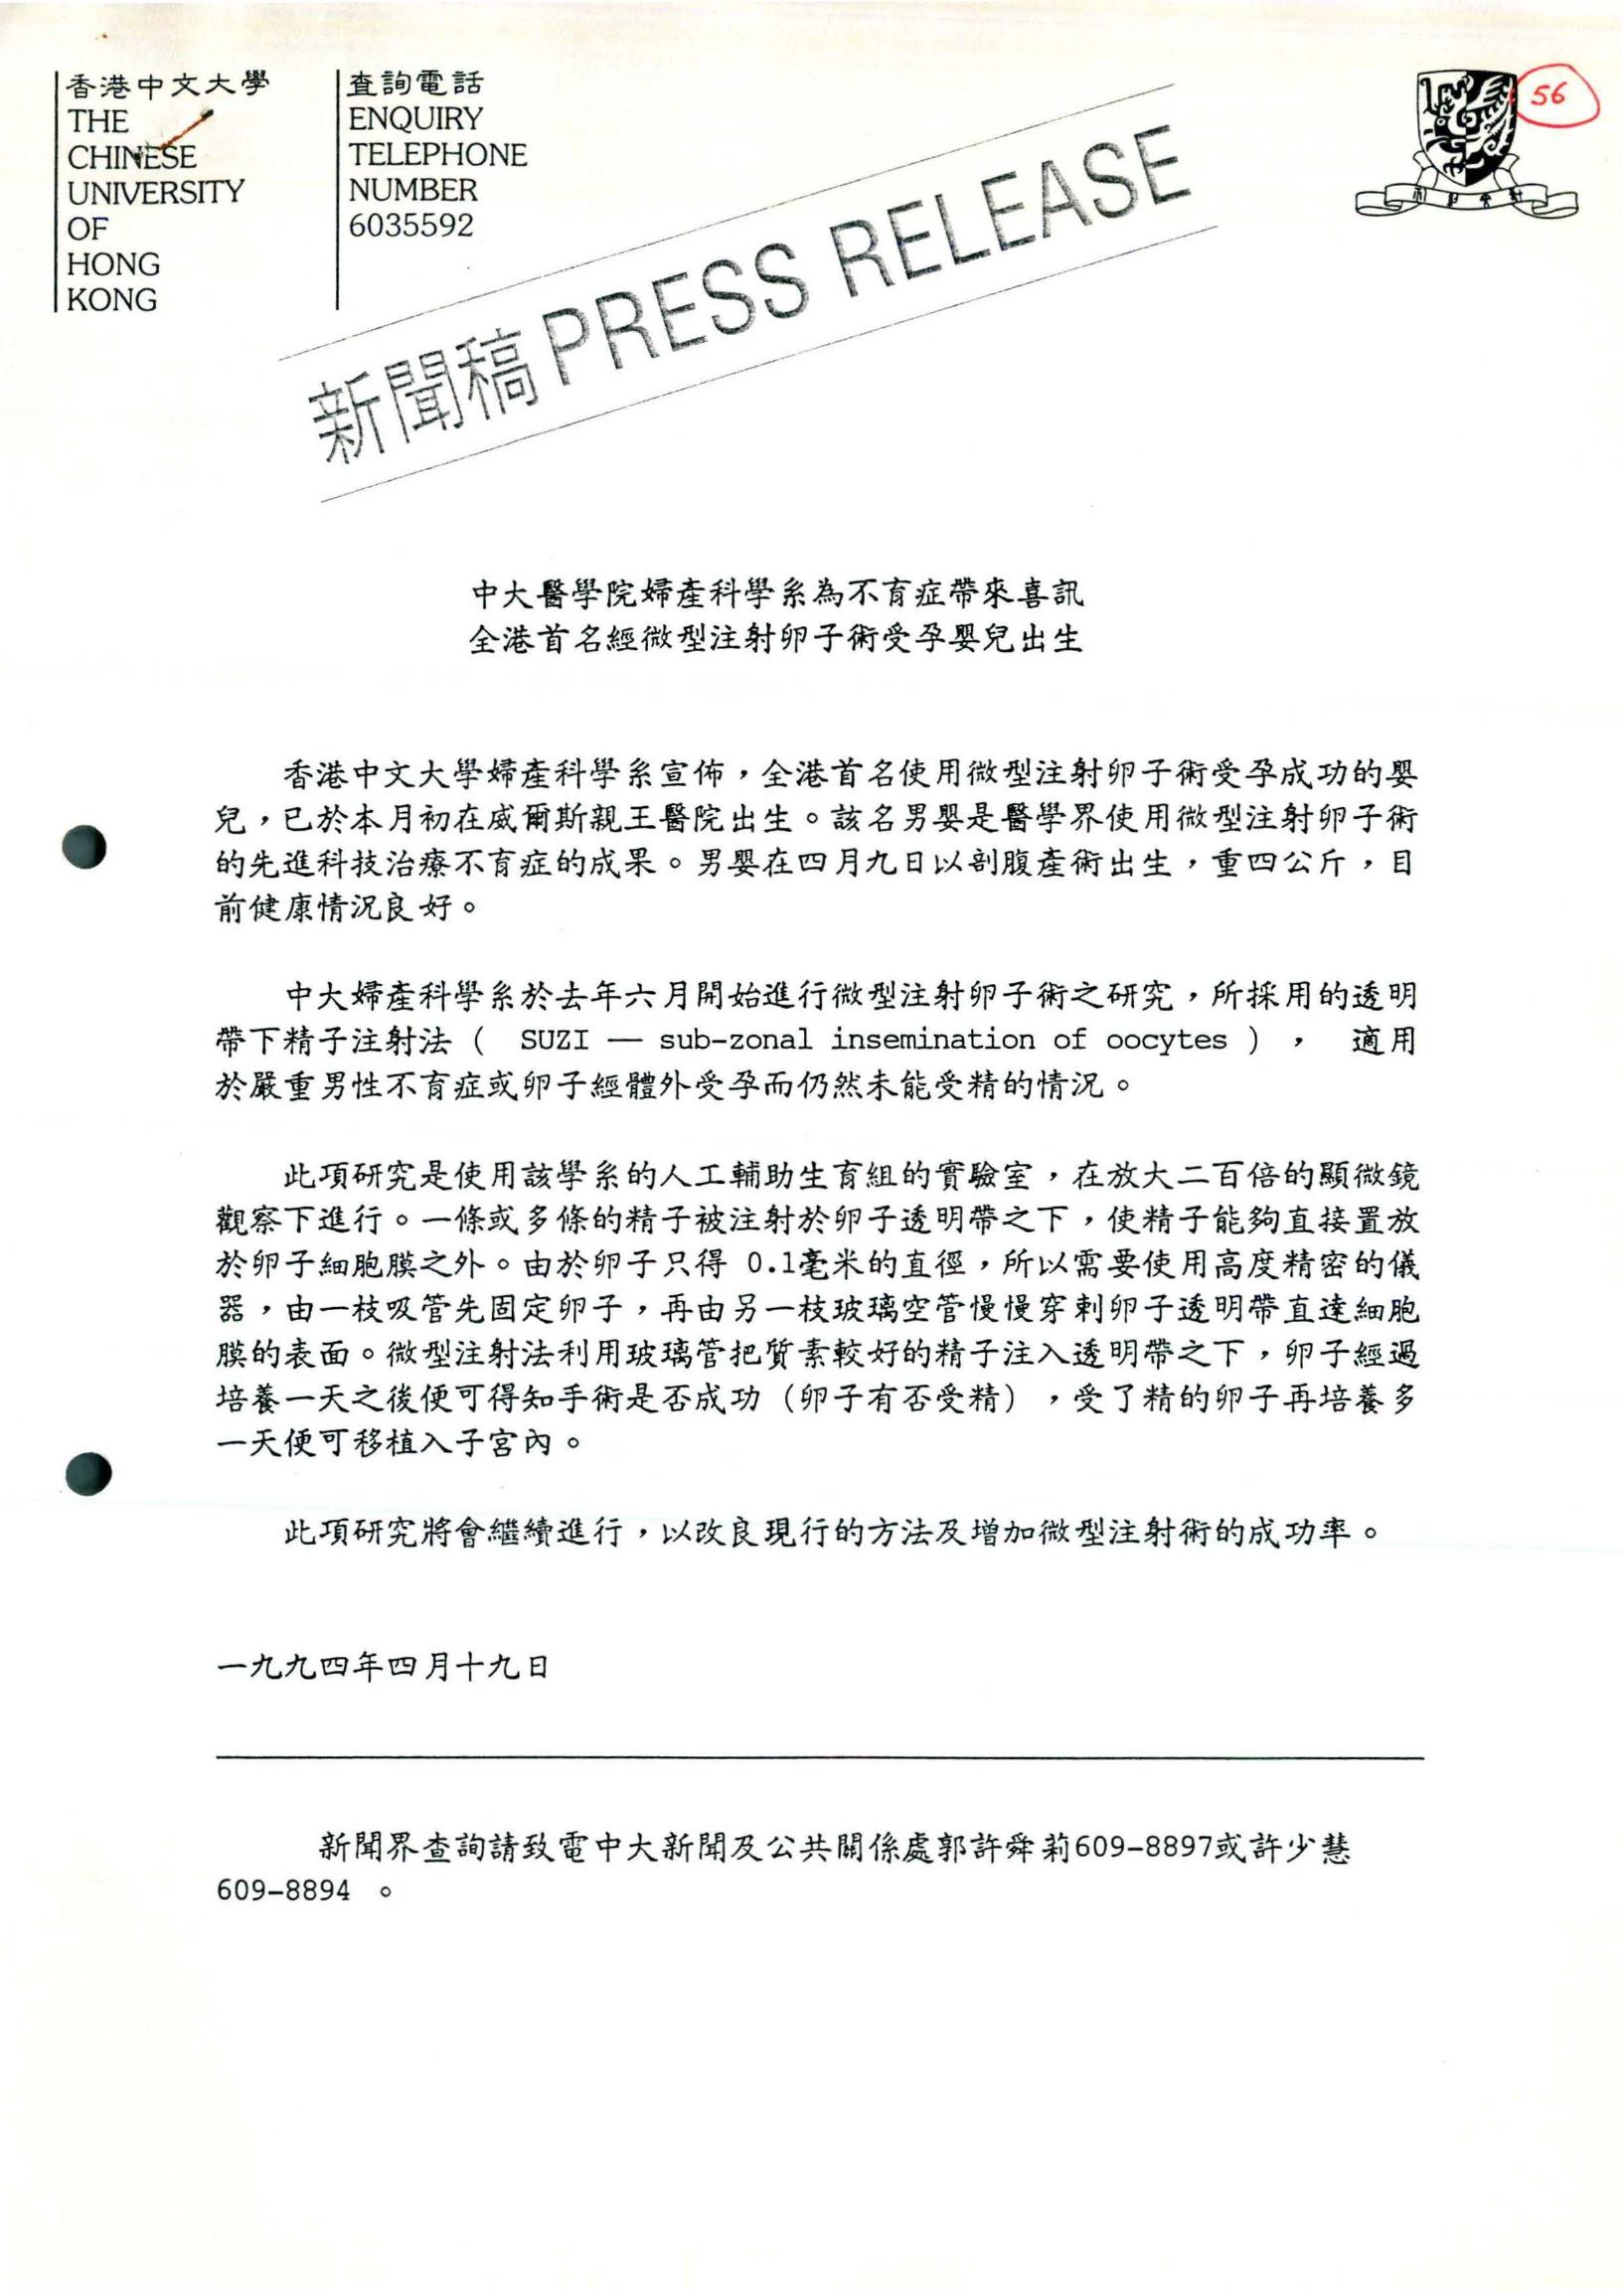 香港中文大學
THE
CHINESE
UNIVERSITY
OF
HONG
KONG
查詢電話
ENQUIRY
TELEPHONE
NUMBER
6035592
56
新聞稿 PRESS RELEASE
中大醫學院婦產科學系為不育症帶來喜訊
全港首名經微型注射卵子術受孕嬰兒出生
香港中文大學婦產科學系宣佈，全港首名使用微型注射卵子術受孕成功的嬰
兒，已於本月初在威爾斯親王醫院出生。該名男嬰是醫學界使用微型注射卵子術
的先進科技治療不育症的成果。男嬰在四月九日以剖腹產術出生，重四公斤，目
前健康情況良好。
中大婦產科學系於去年六月開始進行微型注射卵子術之研究，所採用的透明
帶下精子注射法 ( SUZI — sub-zonal insemination of oocytes )， 適用
於嚴重男性不育症或卵子經體外受孕而仍然未能受精的情況。
此項研究是使用該學系的人工輔助生育組的實驗室，在放大二百倍的顯微鏡
觀察下進行。一條或多條的精子被注射於卵子透明帶之下，使精子能夠直接置放
於卵子細胞膜之外。由於卵子只得 0.1毫米的直徑，所以需要使用高度精密的儀
器，由一枝吸管先固定卵子，再由另一枝玻璃空管慢慢穿刺卵子透明帶直達細胞
膜的表面。微型注射法利用玻璃管把質素較好的精子注入透明帶之下，卵子經過
培養一天之後便可得知手術是否成功（卵子有否受精），受了精的卵子再培養多
一天便可移植入子宮內。
此項研究將會繼續進行，以改良現行的方法及增加微型注射術的成功率。
一九九四年四月十九日
新聞界查詢請致電中大新聞及公共關係處郭許舜莉609-8897或許少慧
609-8894 。